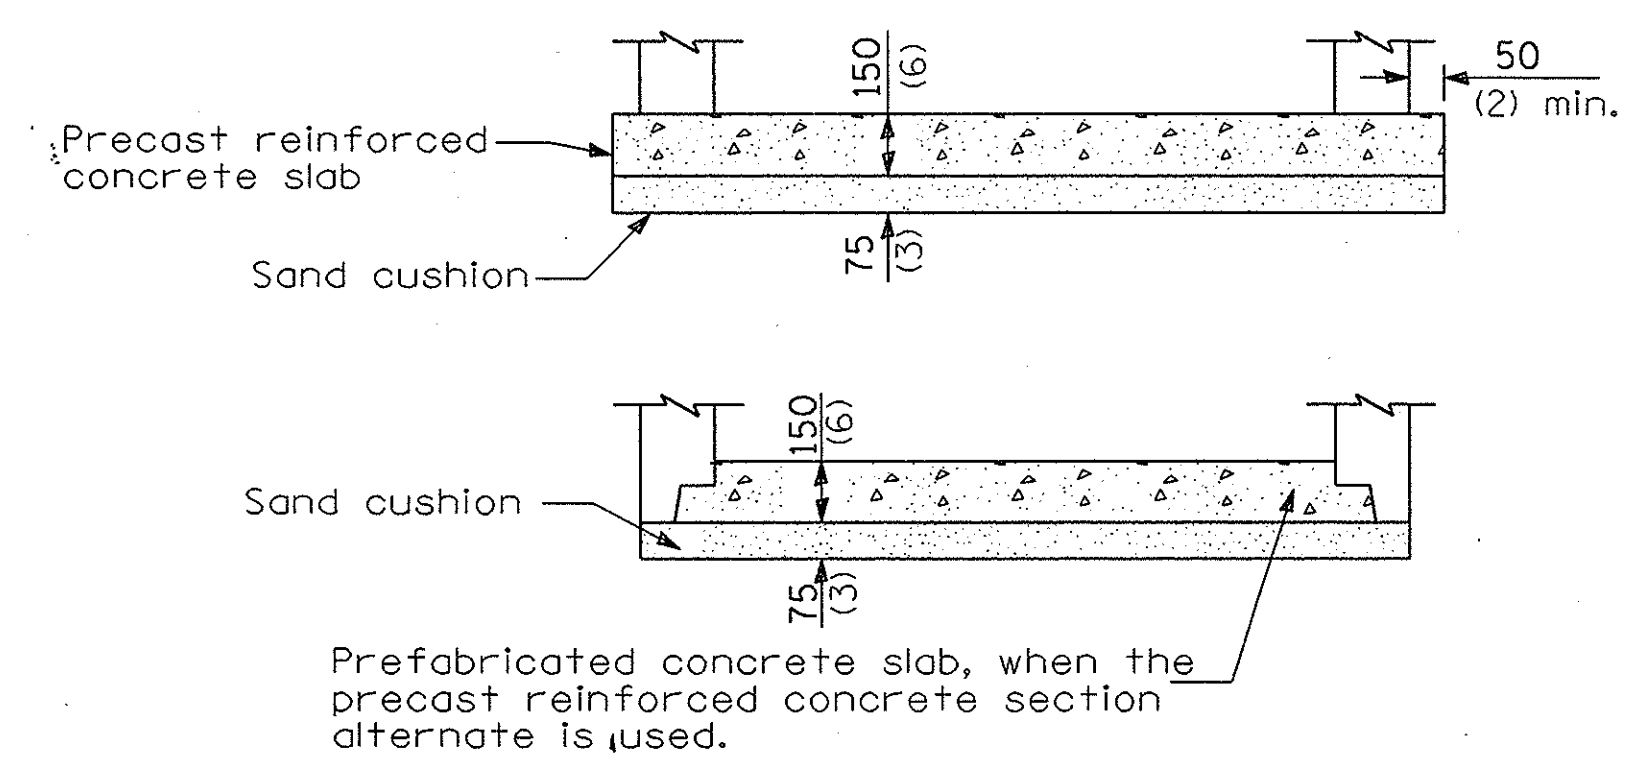 150
(6)
50
(2) min.
Precast reinforced
concrete slab
75
(3)
Sand cushion
150
(6)
Sand cushion
75
(3)
Prefabricated concrete slab, when the
precast reinforced concrete section
alternate is used.